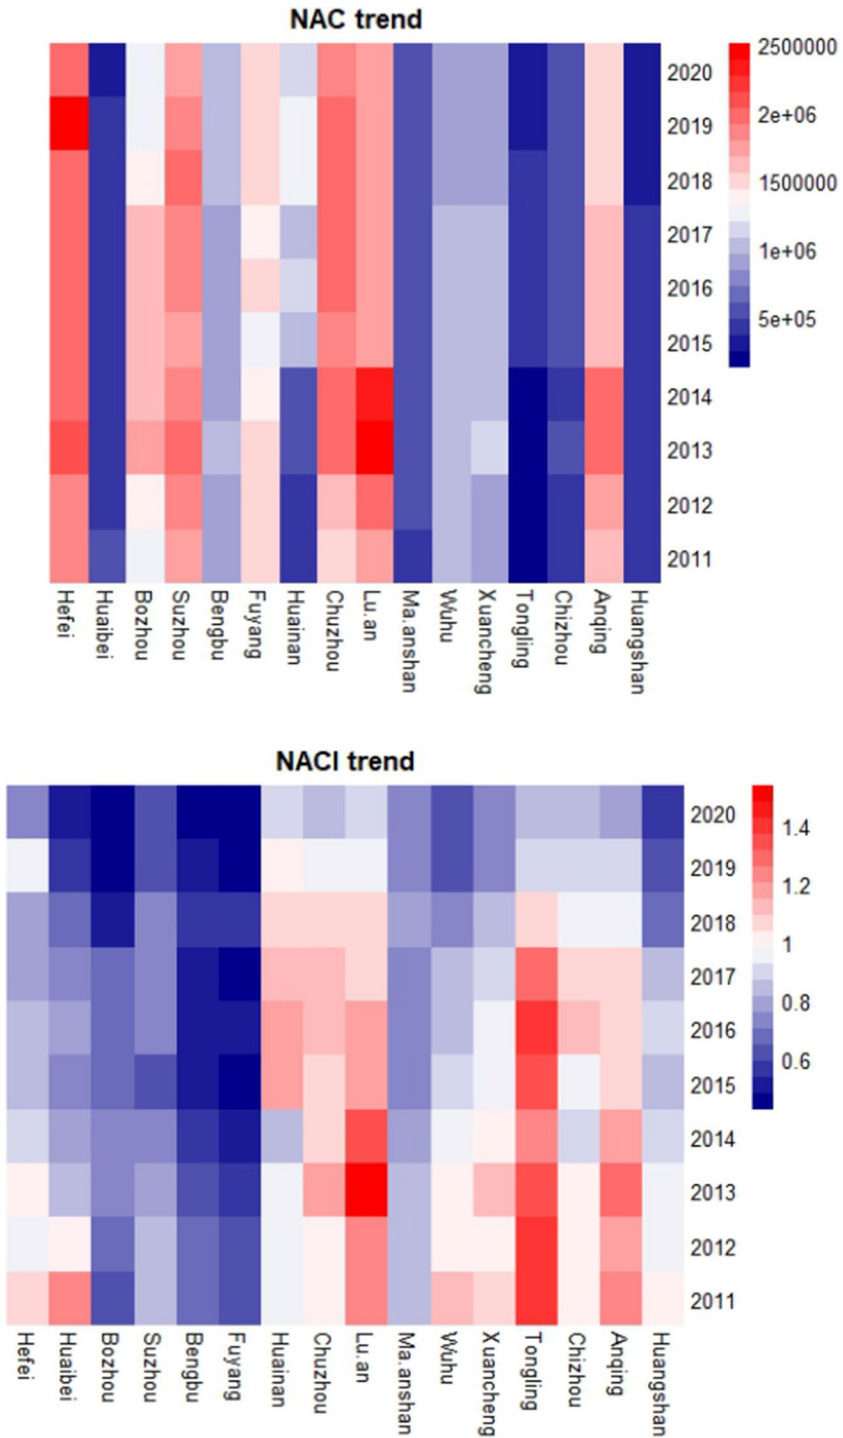 NAC trend
2500000
2e+06
1500000
1e+06
5e+05
2020
2019
2018
2017
2016
2015
2014
2013
2012
2011
Hefei
Huaibei
Bozhou
Suzhou
Bengbu
Fuyang
Huainan
Chuzhou
Lu.an
Ma.anshan
Wuhu
Xuancheng
Tongling
Chizhou
Anqing
Huangshan
NACI trend
1.4
1.2
1
0.8
0.6
2020
2019
2018
2017
2016
2015
2014
2013
2012
2011
Hefei
Huaibei
Bozhou
Suzhou
Bengbu
Fuyang
Huainan
Chuzhou
Lu.an
Ma.anshan
Wuhu
Xuancheng
Tongling
Chizhou
Anqing
Huangshan